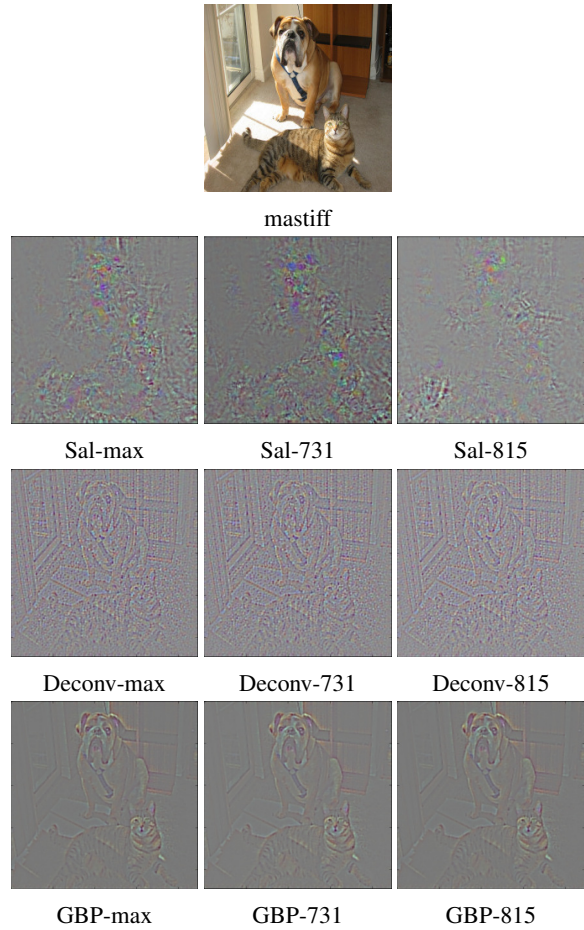 mastiff
Sal-max Sal-731 Sal-815
Deconv-max Deconv-731 Deconv-815
GBP-max GBP-731 GBP-815